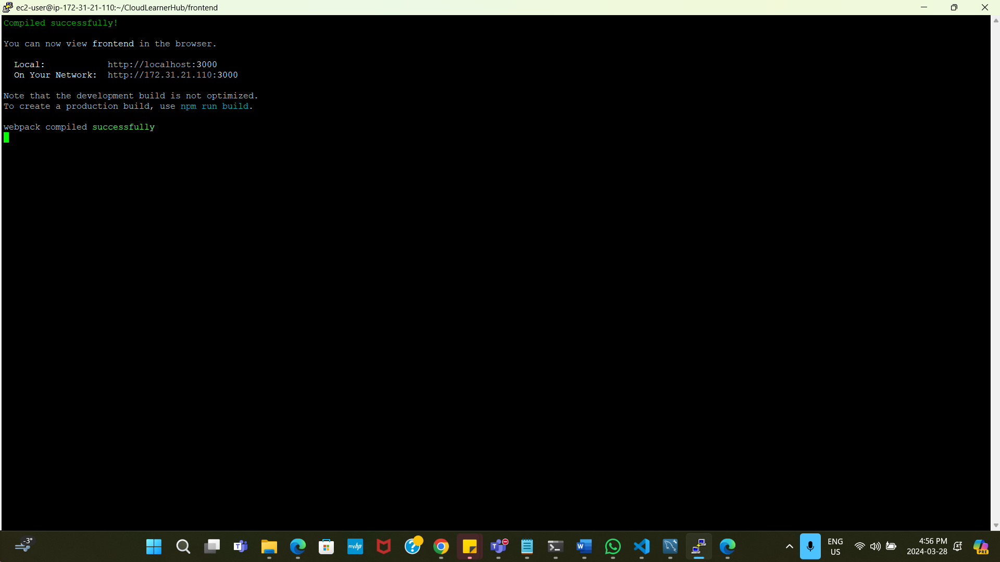 ec2-user@ip-172-31-21-110:~/CloudLearnerHub/frontend
Compiled successfully!
You can now view frontend in the browser.
Local: http://localhost:3000
On Your Network: http://172.31.21.110:3000
Note that the development build is not optimized.
To create a production build, use npm run build.
webpack compiled successfully
-3°
myhp
ENG
US
4:56 PM
2024-03-28
PRE